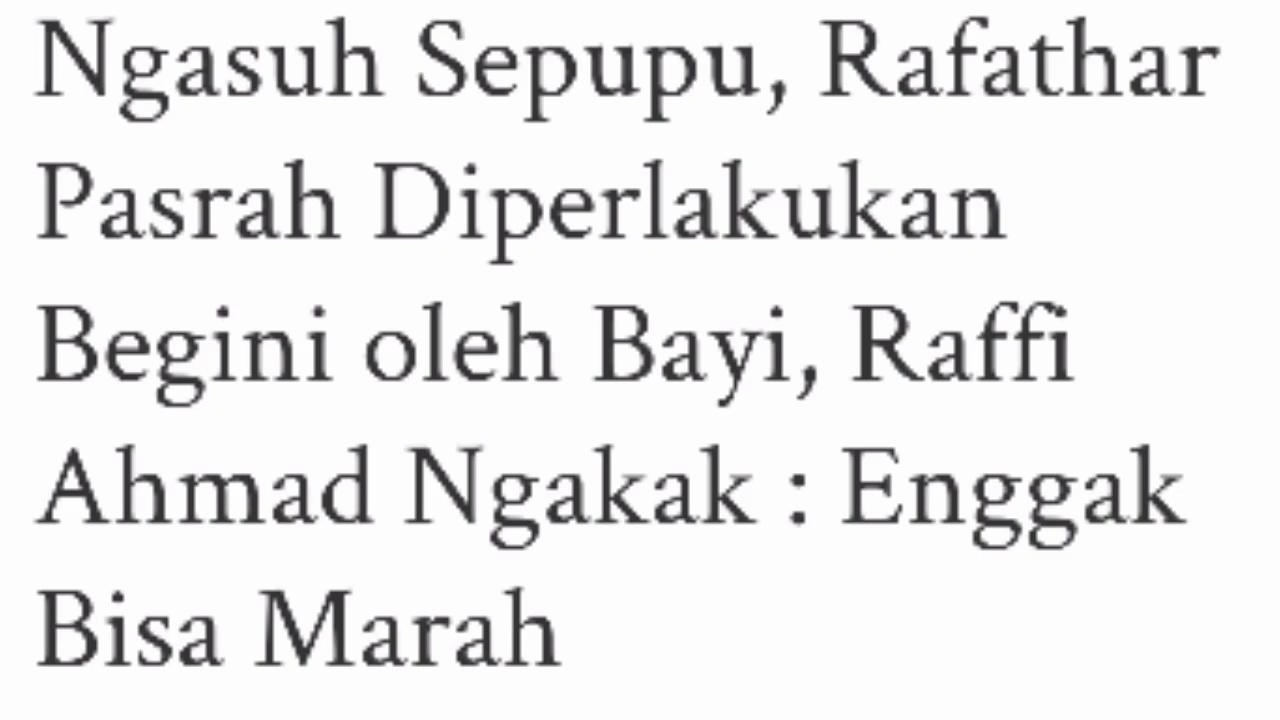 Ngasuh Sepupu, Rafathar
Pasrah Diperlakukan
Begini oleh Bayi, Raffi
Ahmad Ngakak : Enggak
Bisa Marah